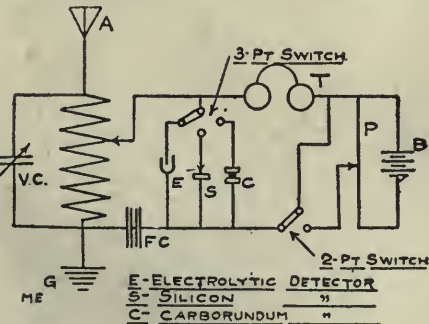 A
3-PT SWITCH
T
P
B
V.C.
E
S
C
FC
G
2-PT SWITCH
ME
E- ELECTROLYTIC DETECTOR
S- SILICON "
C- CARBORUNDUM "